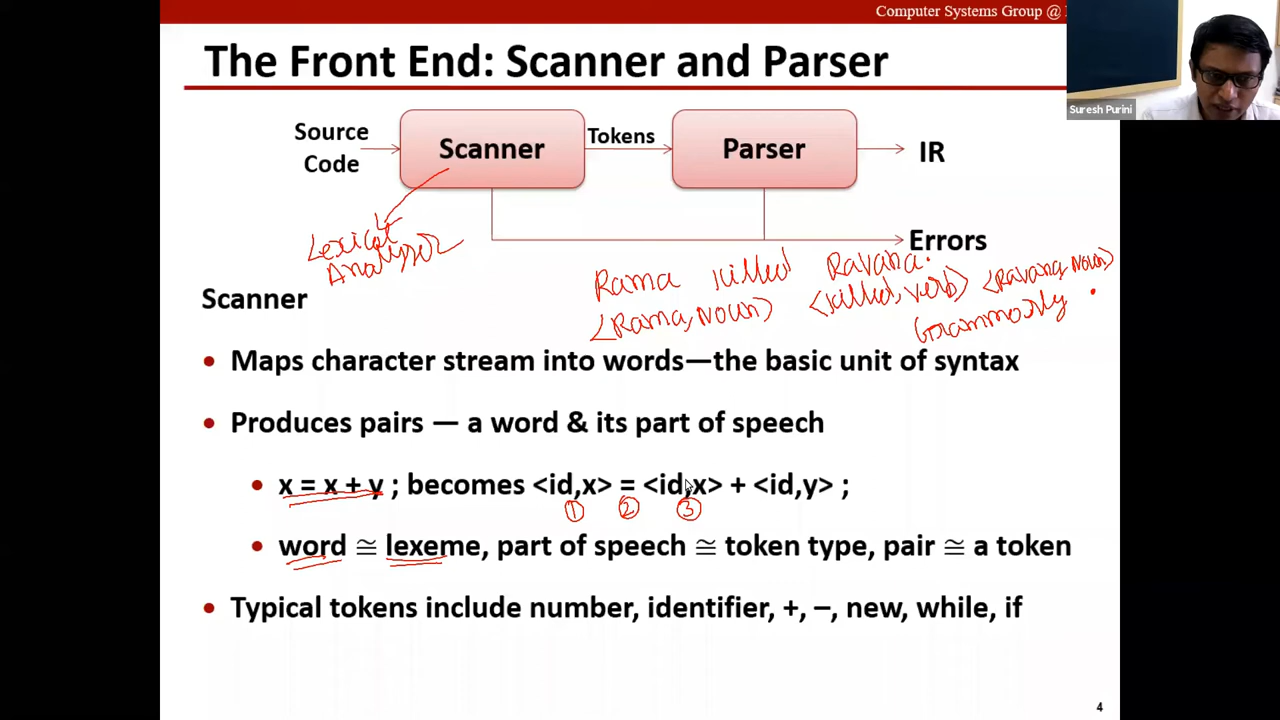 Computer Systems Group @
The Front End: Scanner and Parser
Suresh Purini
Source
Code
Scanner
Tokens
Parser
IR
Errors
Lexical
Analyser
Rama killed Ravana.
<Rama, Noun> <killed, verb> <Ravana, Noun>
Grammarly .
Scanner
• Maps character stream into words—the basic unit of syntax
• Produces pairs — a word & its part of speech
• x = x + y ; becomes <id,x> = <id,x> + <id,y> ;
1 2 3
• word ≅ lexeme, part of speech ≅ token type, pair ≅ a token
• Typical tokens include number, identifier, +, –, new, while, if
4